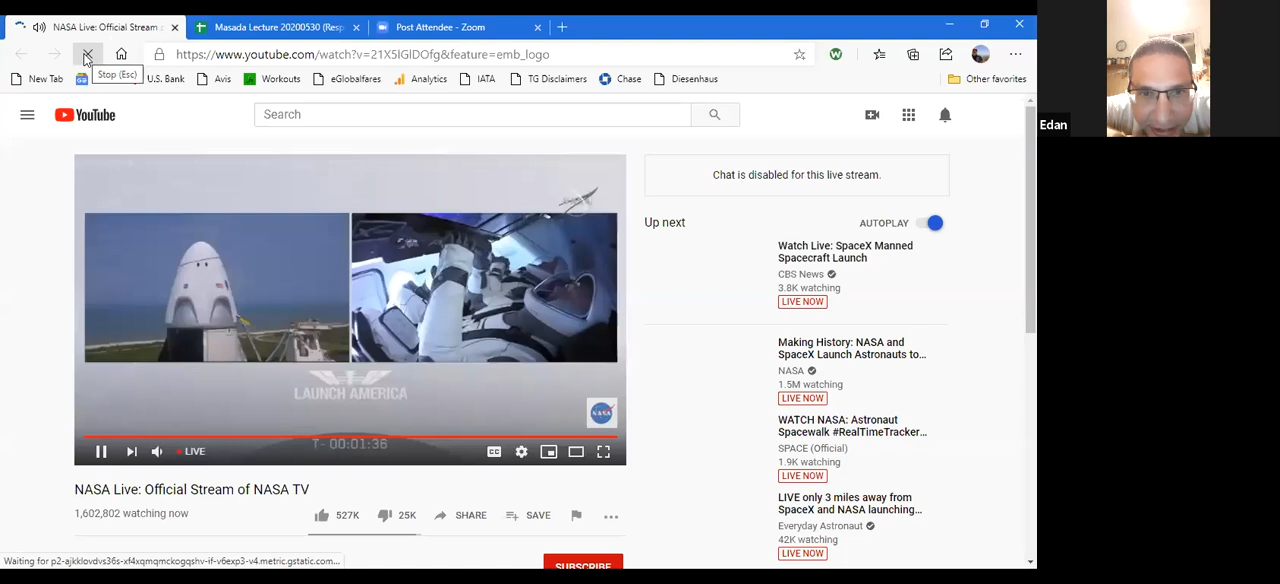 NASA Live: Official Stream
Masada Lecture 20200530 (Resp
Post Attendee - Zoom
https://www.youtube.com/watch?v=21X5lGlDOfg&feature=emb_logo
Stop (Esc)
New Tab
U.S. Bank
Avis
Workouts
eGlobalfares
Analytics
IATA
TG Disclaimers
Chase
Diesenhaus
Other favorites
YouTube
Search
Edan
Chat is disabled for this live stream.
Up next
AUTOPLAY
Watch Live: SpaceX Manned
Spacecraft Launch
CBS News
3.8K watching
LIVE NOW
Making History: NASA and
SpaceX Launch Astronauts to...
NASA
1.5M watching
LIVE NOW
WATCH NASA: Astronaut
Spacewalk #RealTimeTracker...
SPACE (Official)
1.9K watching
LIVE NOW
LIVE only 3 miles away from
SpaceX and NASA launching...
Everyday Astronaut
42K watching
LIVE NOW
LAUNCH AMERICA
NASA
T- 00:01:36
LIVE
CC
NASA Live: Official Stream of NASA TV
1,602,802 watching now
527K
25K
SHARE
SAVE
SUBSCRIBE